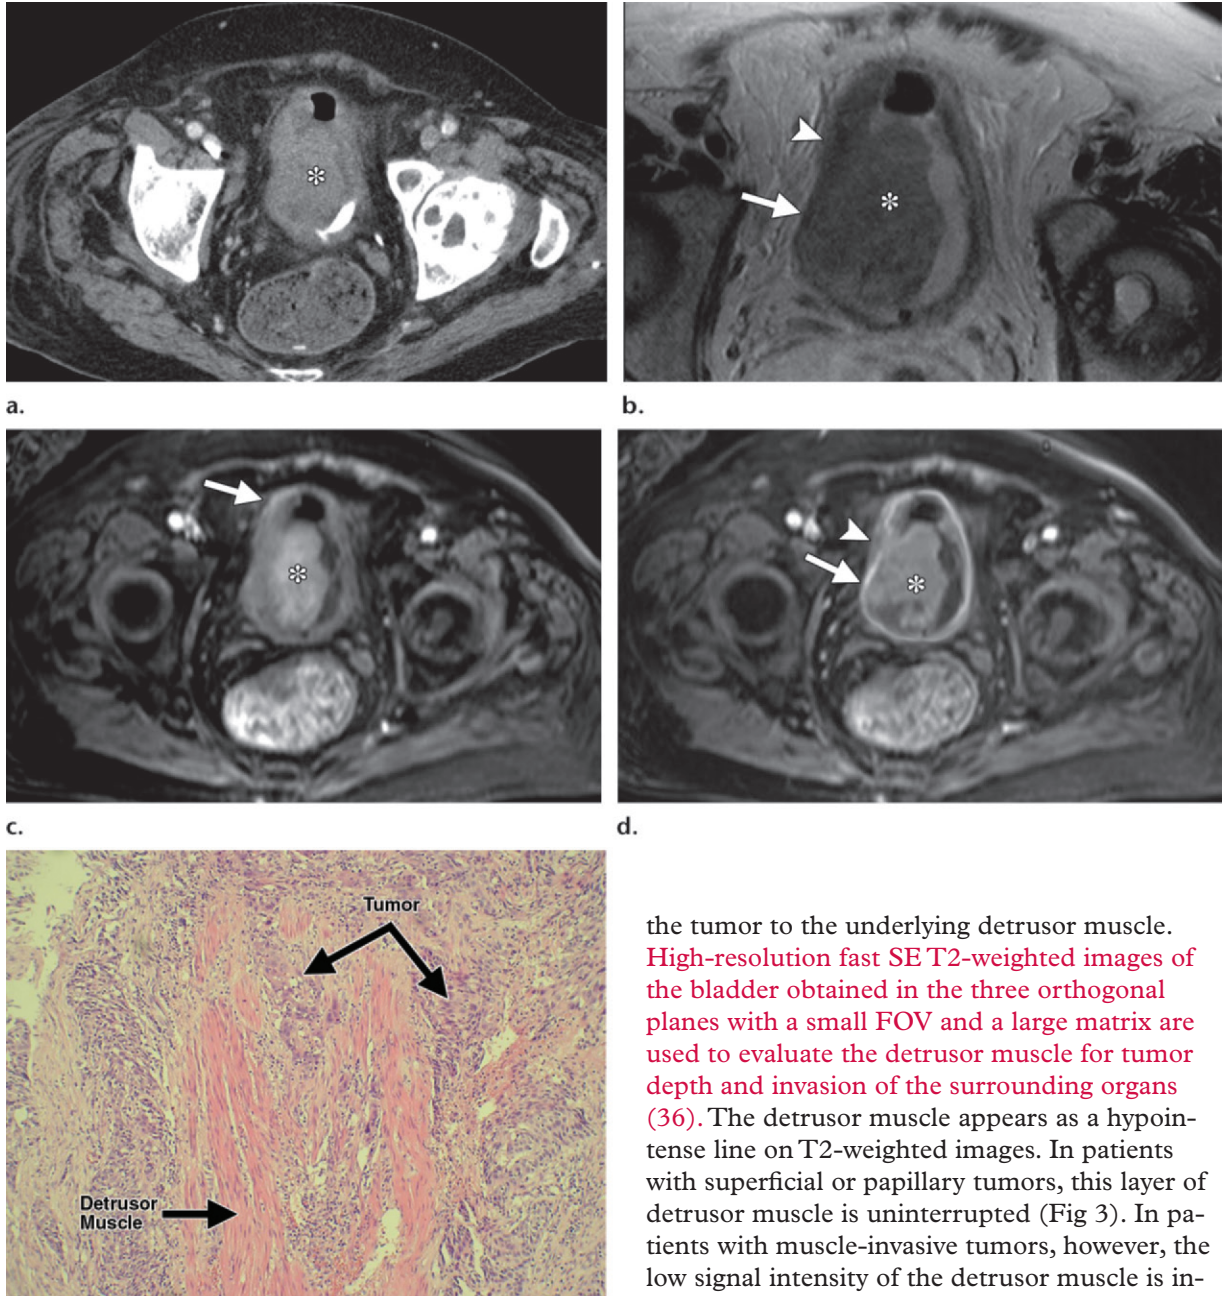 *
*
a.
b.
*
*
c.
d.
Tumor
Detrusor
Muscle
the tumor to the underlying detrusor muscle.
High-resolution fast SE T2-weighted images of
the bladder obtained in the three orthogonal
planes with a small FOV and a large matrix are
used to evaluate the detrusor muscle for tumor
depth and invasion of the surrounding organs
(36). The detrusor muscle appears as a hypoin-
tense line on T2-weighted images. In patients
with superficial or papillary tumors, this layer of
detrusor muscle is uninterrupted (Fig 3). In pa-
tients with muscle-invasive tumors, however, the
low signal intensity of the detrusor muscle is in-